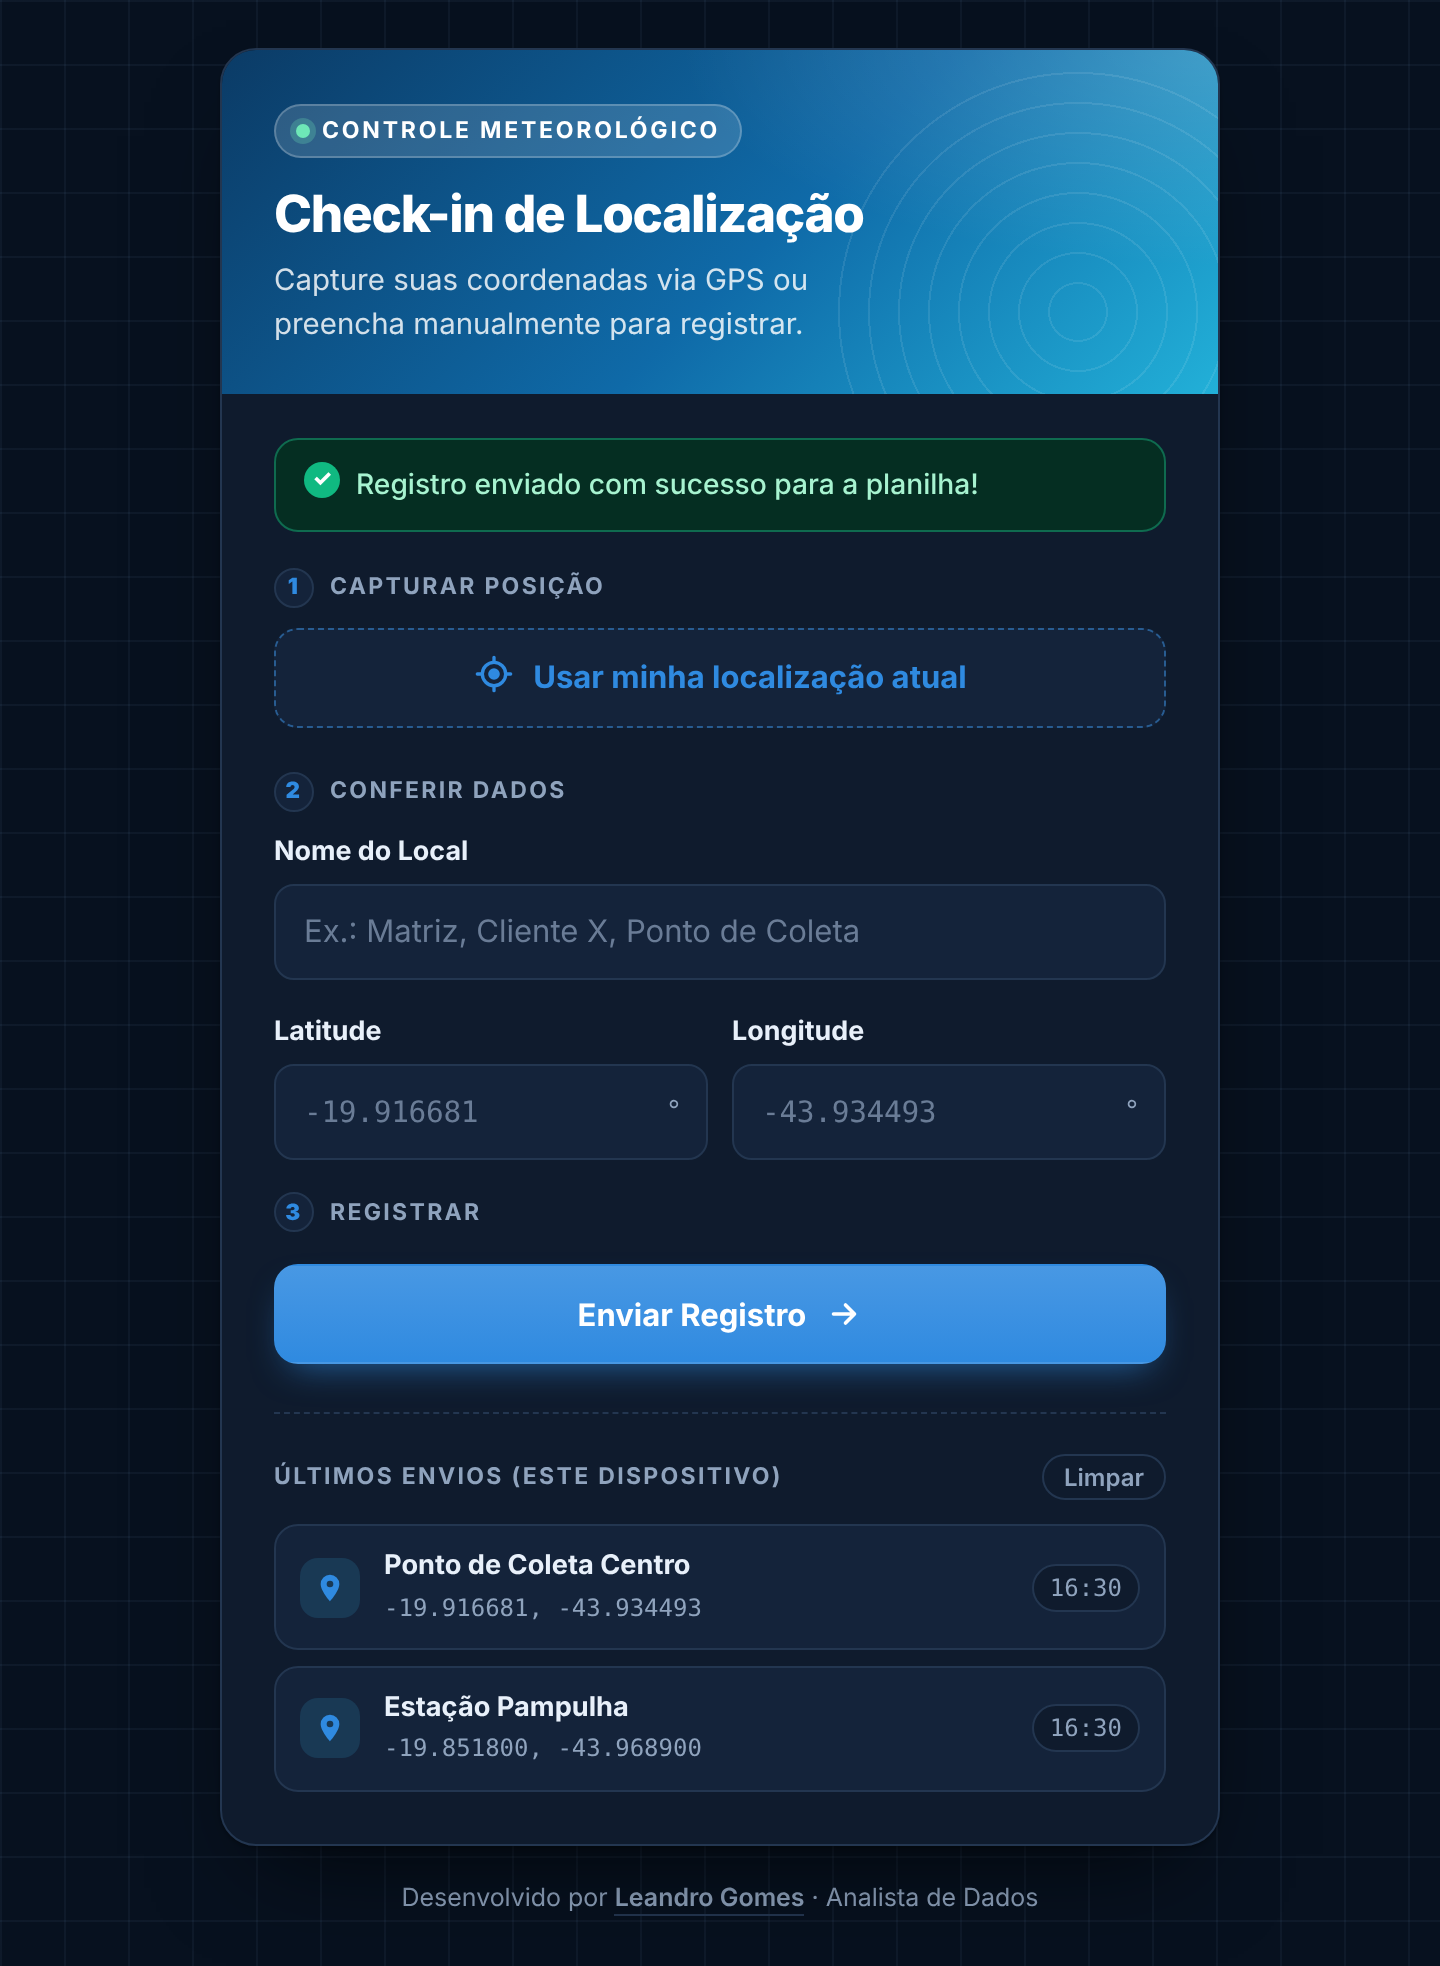 CONTROLE METEOROLÓGICO
Check-in de Localização
Capture suas coordenadas via GPS ou
preencha manualmente para registrar.
Registro enviado com sucesso para a planilha!
1 CAPTURAR POSIÇÃO
Usar minha localização atual
2 CONFERIR DADOS
Nome do Local
Ex.: Matriz, Cliente X, Ponto de Coleta
Latitude Longitude
-19.916681 ° -43.934493 °
3 REGISTRAR
Enviar Registro →
ÚLTIMOS ENVIOS (ESTE DISPOSITIVO) Limpar
Ponto de Coleta Centro
-19.916681, -43.934493
16:30
Estação Pampulha
-19.851800, -43.968900
16:30
Desenvolvido por Leandro Gomes · Analista de Dados